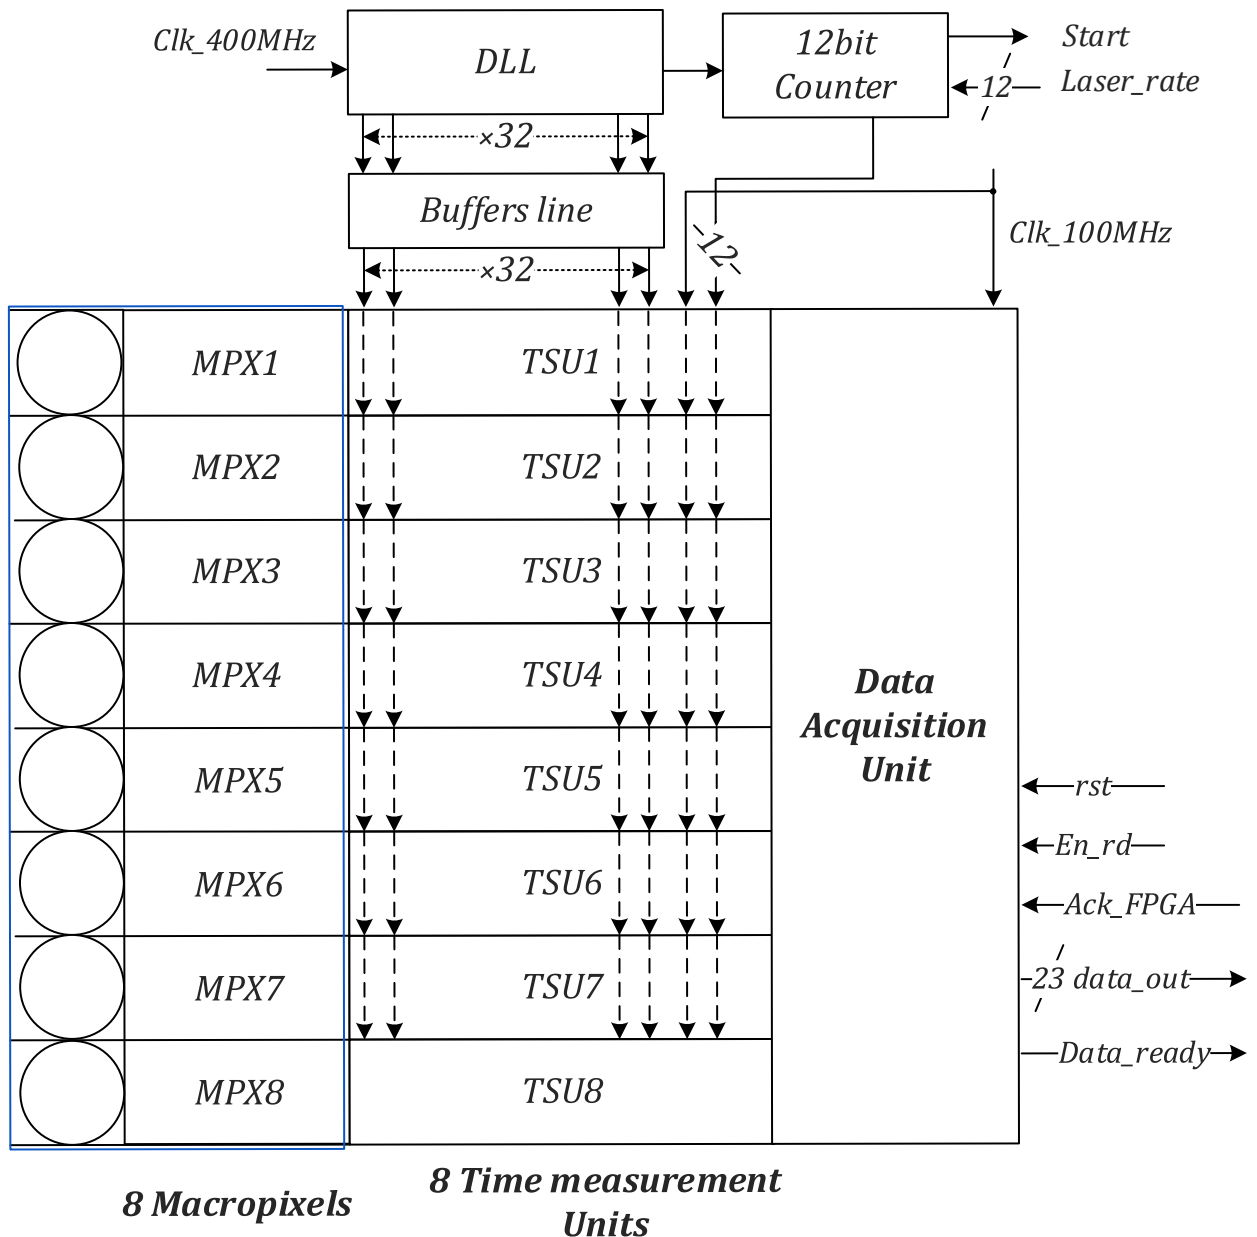 Clk_400MHz
DLL
12bit
Counter
Start
12
Laser_rate
×32
Buffers line
-12-
Clk_100MHz
×32
MPX1
TSU1
MPX2
TSU2
MPX3
TSU3
MPX4
TSU4
MPX5
TSU5
MPX6
TSU6
MPX7
TSU7
MPX8
TSU8
Data
Acquisition
Unit
rst
En_rd
Ack_FPGA
23 data_out
Data_ready
8 Macropixels
8 Time measurement
Units